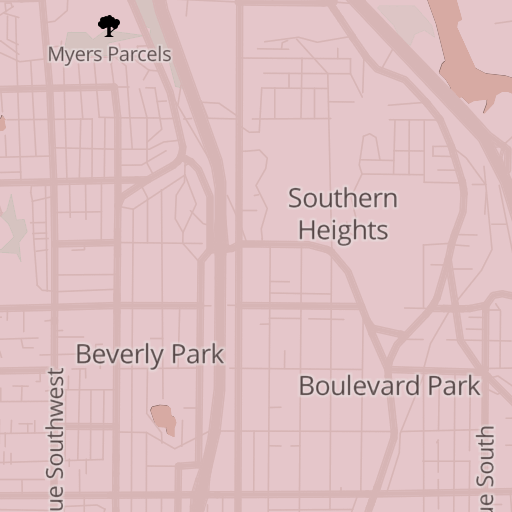 Myers Parcels
Southern
Heights
Beverly Park
Boulevard Park
ue Southwest
ue South